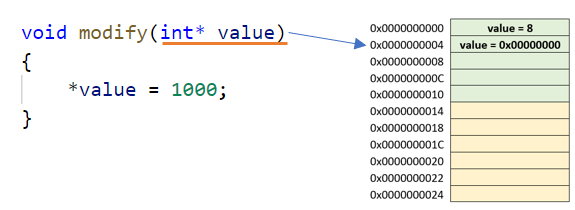 void modify(int* value)
{
*value = 1000;
}
0x0000000000 value = 8
0x0000000004 value = 0x00000000
0x0000000008
0x000000000C
0x0000000010
0x0000000014
0x0000000018
0x000000001C
0x0000000020
0x0000000022
0x0000000024